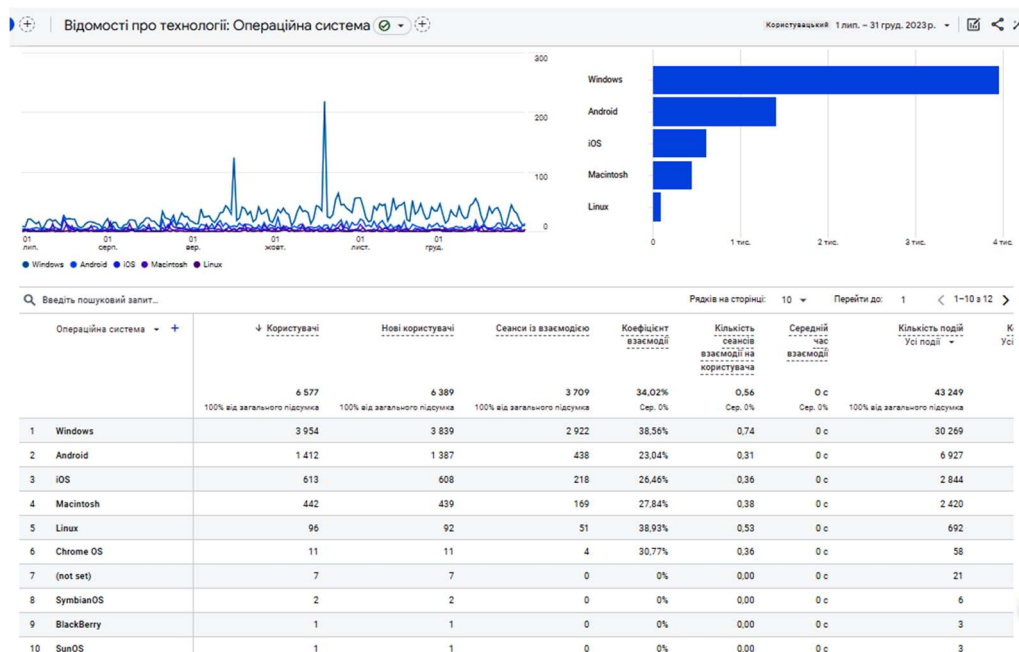 Відомості про технології: Операційна система
Користувацький 1 лип. – 31 груд. 2023 р.
300
200
100
0
01 лип.
01 серп.
01 вер.
01 жовт.
01 лист.
01 груд.
Windows Android iOS Macintosh Linux
Windows
Android
iOS
Macintosh
Linux
0 1 тис. 2 тис. 3 тис. 4 тис.
Введіть пошуковий запит…
Рядків на сторінці: 10 Перейти до: 1 1–10 з 12
Операційна система + ↓ Користувачі Нові користувачі Сеанси із взаємодією Коефіцієнт взаємодії Кількість сеансів взаємодії на користувача Середній час взаємодії Кількість подій Усі події
6 577 6 389 3 709 34,02% 0,56 0 с 43 249
100% від загального підсумка 100% від загального підсумка 100% від загального підсумка Сер. 0% Сер. 0% Сер. 0% 100% від загального підсумка
1 Windows 3 954 3 839 2 922 38,56% 0,74 0 с 30 269
2 Android 1 412 1 387 438 23,04% 0,31 0 с 6 927
3 iOS 613 608 218 26,46% 0,36 0 с 2 844
4 Macintosh 442 439 169 27,84% 0,38 0 с 2 420
5 Linux 96 92 51 38,93% 0,53 0 с 692
6 Chrome OS 11 11 4 30,77% 0,36 0 с 58
7 (not set) 7 7 0 0% 0,00 0 с 21
8 SymbianOS 2 2 0 0% 0,00 0 с 6
9 BlackBerry 1 1 0 0% 0,00 0 с 3
10 SunOS 1 1 0 0% 0,00 0 с 3